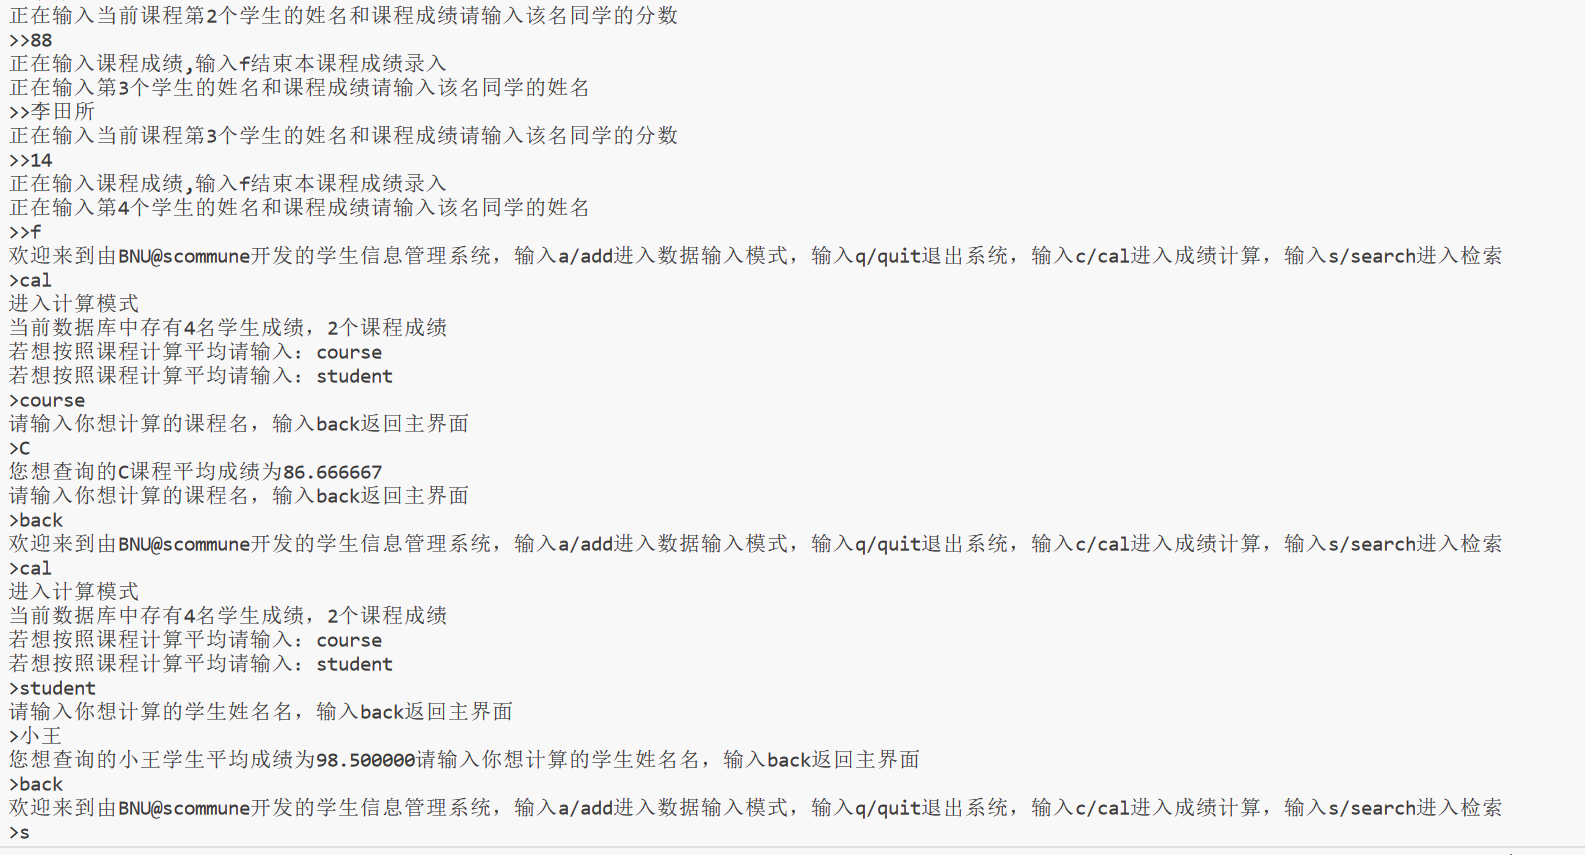 正在输入当前课程第2个学生的姓名和课程成绩请输入该名同学的分数
>>88
正在输入课程成绩,输入f结束本课程成绩录入
正在输入第3个学生的姓名和课程成绩请输入该名同学的姓名
>>李田所
正在输入当前课程第3个学生的姓名和课程成绩请输入该名同学的分数
>>14
正在输入课程成绩,输入f结束本课程成绩录入
正在输入第4个学生的姓名和课程成绩请输入该名同学的姓名
>>f
欢迎来到由BNU@scommune开发的学生信息管理系统，输入a/add进入数据输入模式，输入q/quit退出系统，输入c/cal进入成绩计算，输入s/search进入检索
>cal
进入计算模式
当前数据库中存有4名学生成绩，2个课程成绩
若想按照课程计算平均请输入：course
若想按照课程计算平均请输入：student
>course
请输入你想计算的课程名，输入back返回主界面
>C
您想查询的C课程平均成绩为86.666667
请输入你想计算的课程名，输入back返回主界面
>back
欢迎来到由BNU@scommune开发的学生信息管理系统，输入a/add进入数据输入模式，输入q/quit退出系统，输入c/cal进入成绩计算，输入s/search进入检索
>cal
进入计算模式
当前数据库中存有4名学生成绩，2个课程成绩
若想按照课程计算平均请输入：course
若想按照课程计算平均请输入：student
>student
请输入你想计算的学生姓名名，输入back返回主界面
>小王
您想查询的小王学生平均成绩为98.500000请输入你想计算的学生姓名名，输入back返回主界面
>back
欢迎来到由BNU@scommune开发的学生信息管理系统，输入a/add进入数据输入模式，输入q/quit退出系统，输入c/cal进入成绩计算，输入s/search进入检索
>s